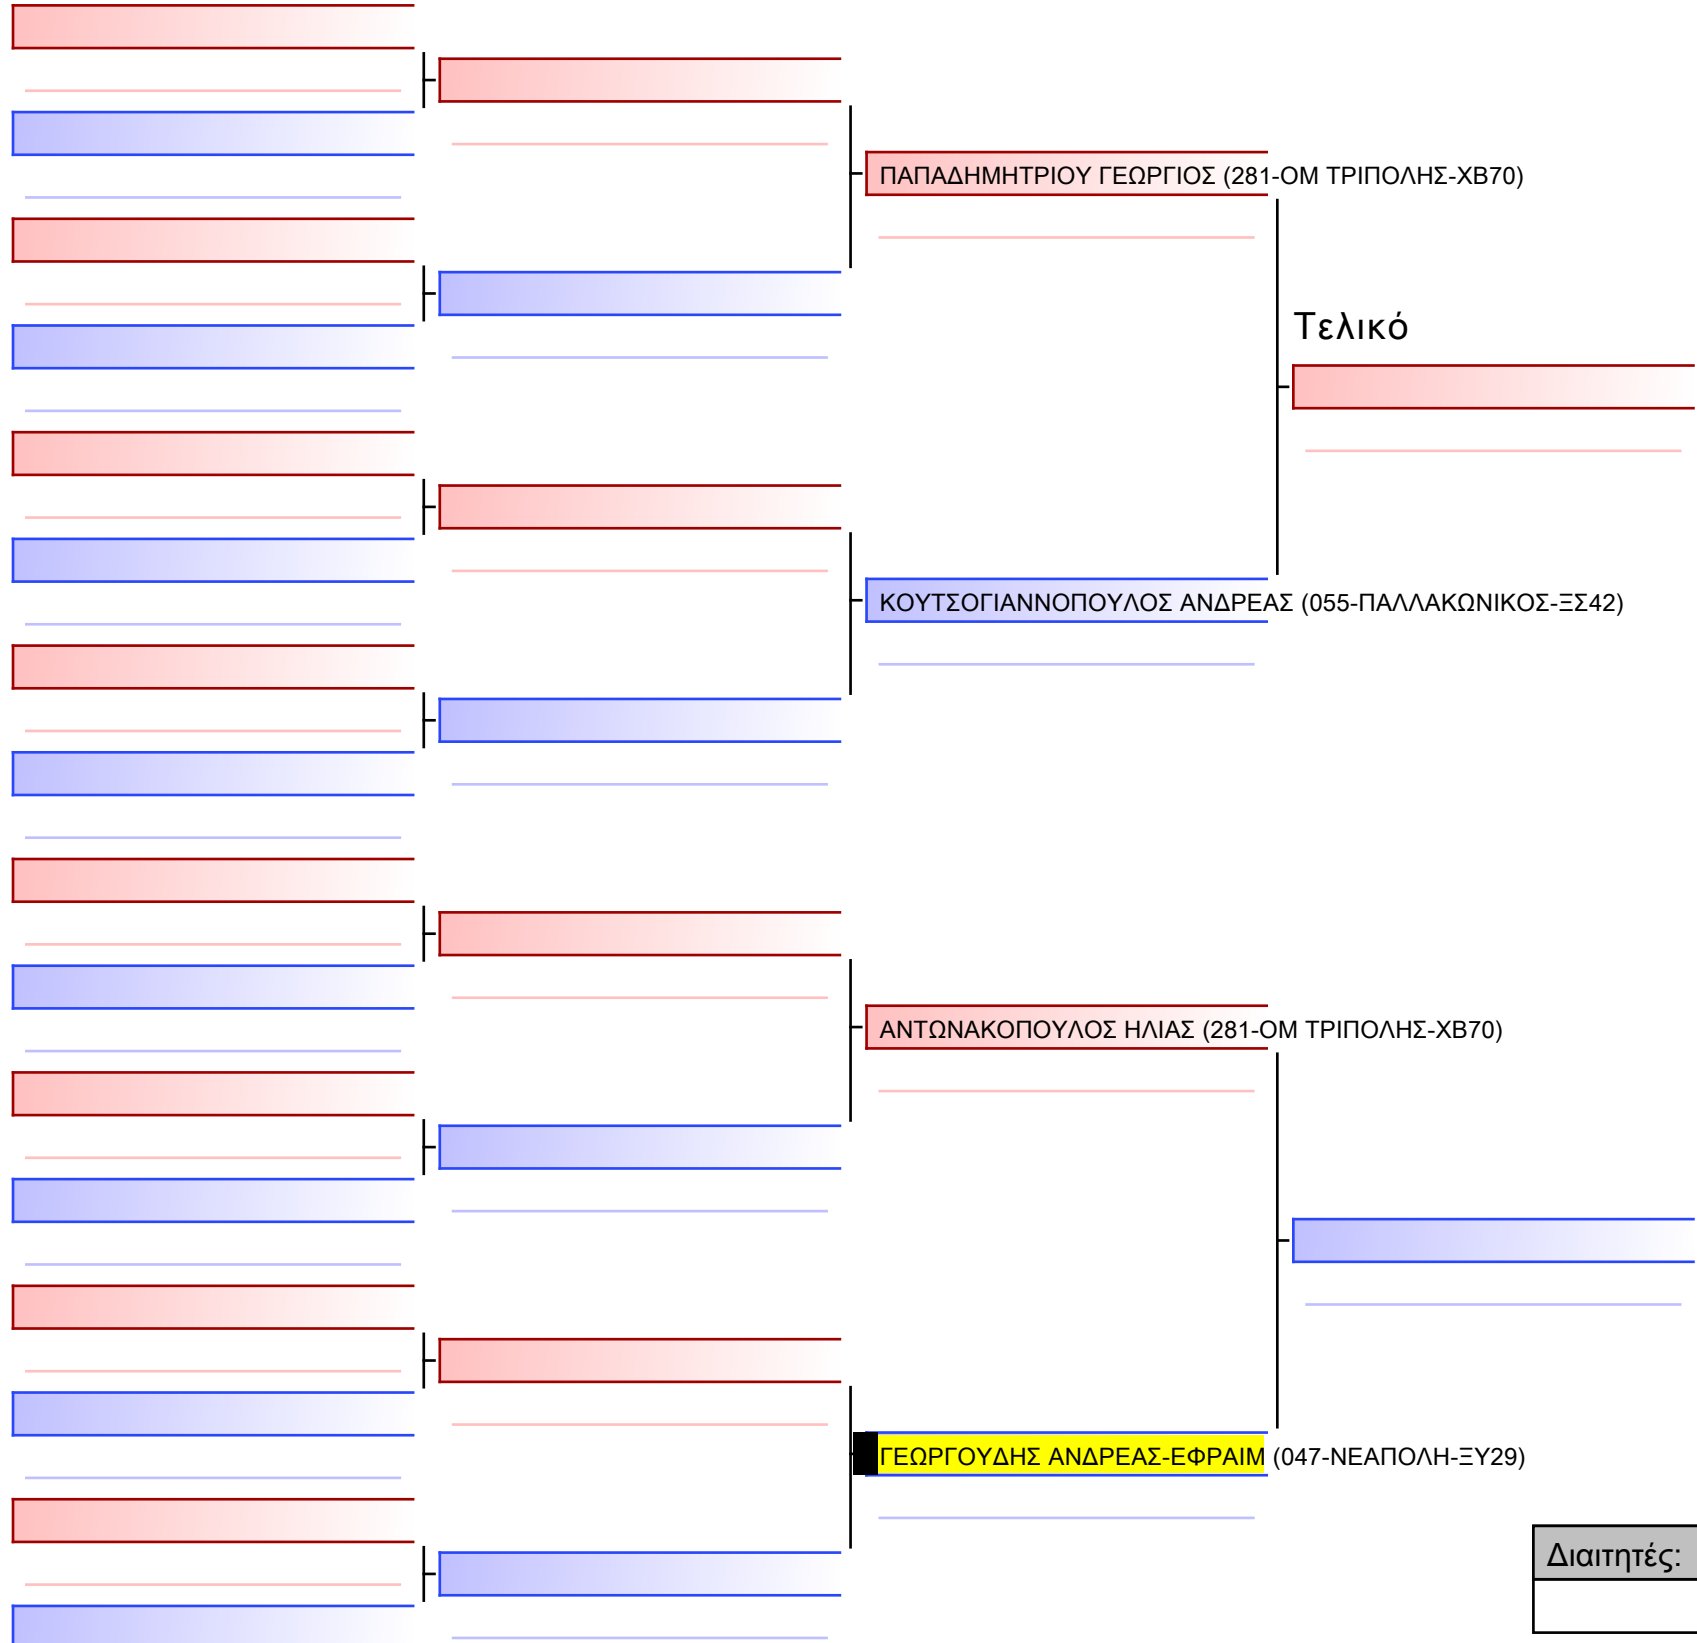 ΠΑΠΑΔΗΜΗΤΡΙΟΥ ΓΕΩΡΓΙΟΣ (281-ΟΜ ΤΡΙΠΟΛΗΣ-ΧΒ70)
Τελικό
ΚΟΥΤΣΟΓΙΑΝΝΟΠΟΥΛΟΣ ΑΝΔΡΕΑΣ (055-ΠΑΛΛΑΚΩΝΙΚΟΣ-ΞΣ42)
ΑΝΤΩΝΑΚΟΠΟΥΛΟΣ ΗΛΙΑΣ (281-ΟΜ ΤΡΙΠΟΛΗΣ-ΧΒ70)
ΓΕΩΡΓΟΥΔΗΣ ΑΝΔΡΕΑΣ-ΕΦΡΑΙΜ (047-ΝΕΑΠΟΛΗ-ΞΥ29)
Διαιτητές: